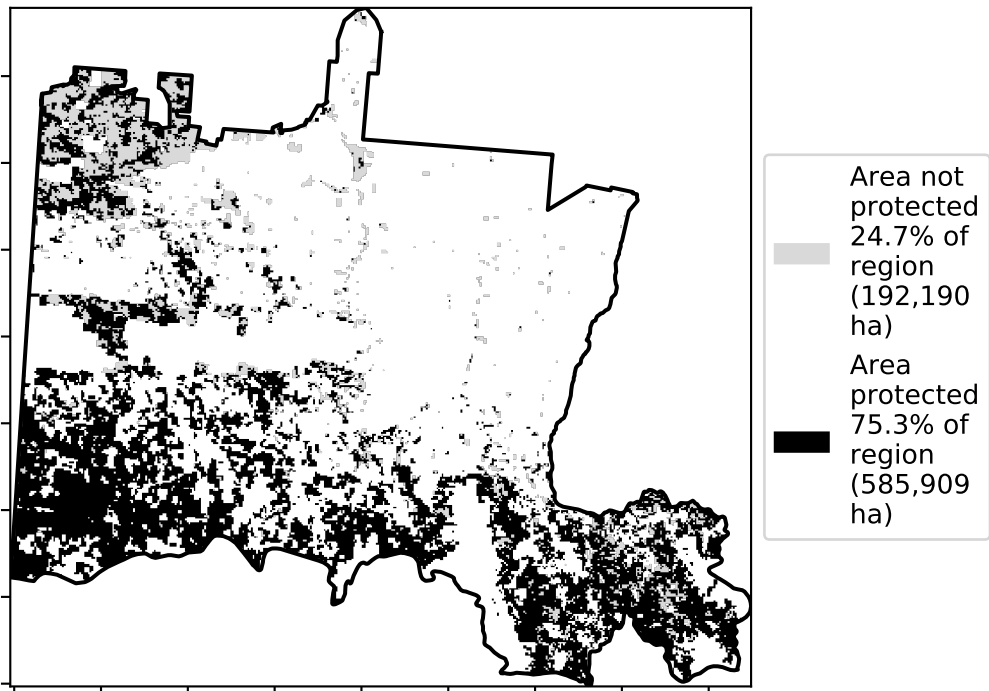 Area not
protected
24.7% of
region
(192,190
ha)
Area
protected
75.3% of
region
(585,909
ha)